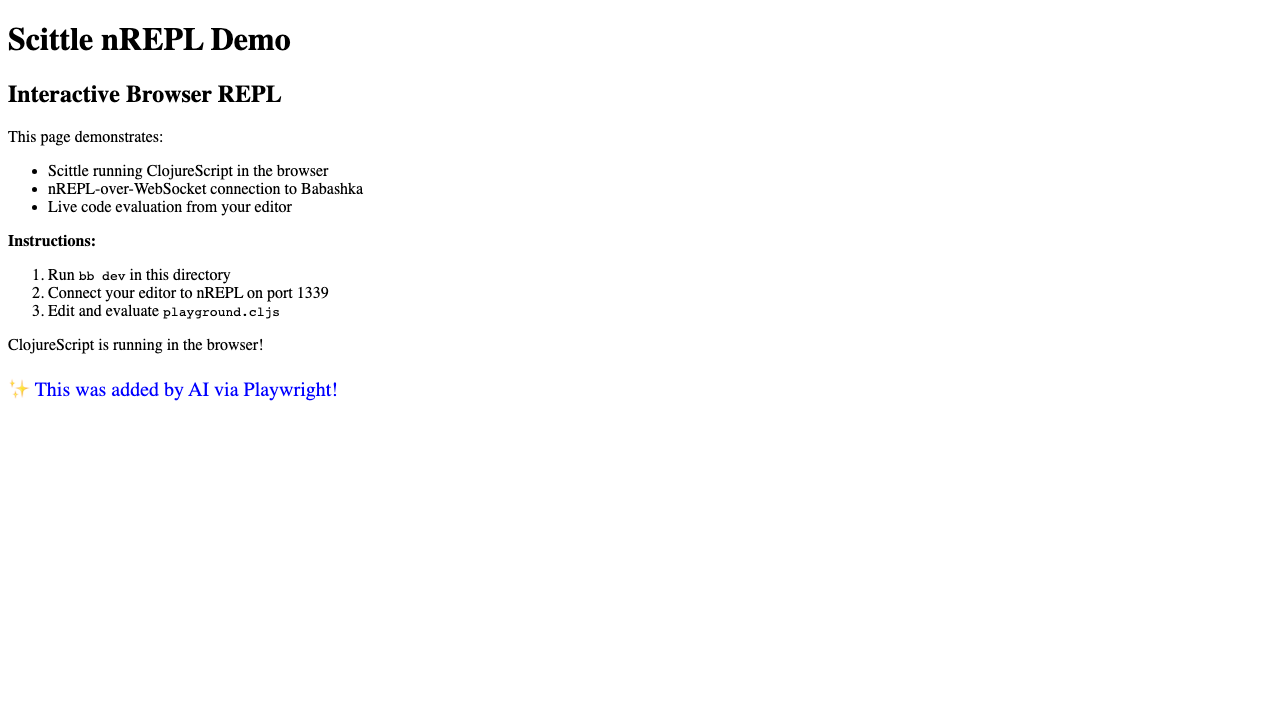 Scittle nREPL Demo
Interactive Browser REPL
This page demonstrates:
• Scittle running ClojureScript in the browser
• nREPL-over-WebSocket connection to Babashka
• Live code evaluation from your editor
Instructions:
1. Run bb dev in this directory
2. Connect your editor to nREPL on port 1339
3. Edit and evaluate playground.cljs
ClojureScript is running in the browser!
✨ This was added by AI via Playwright!